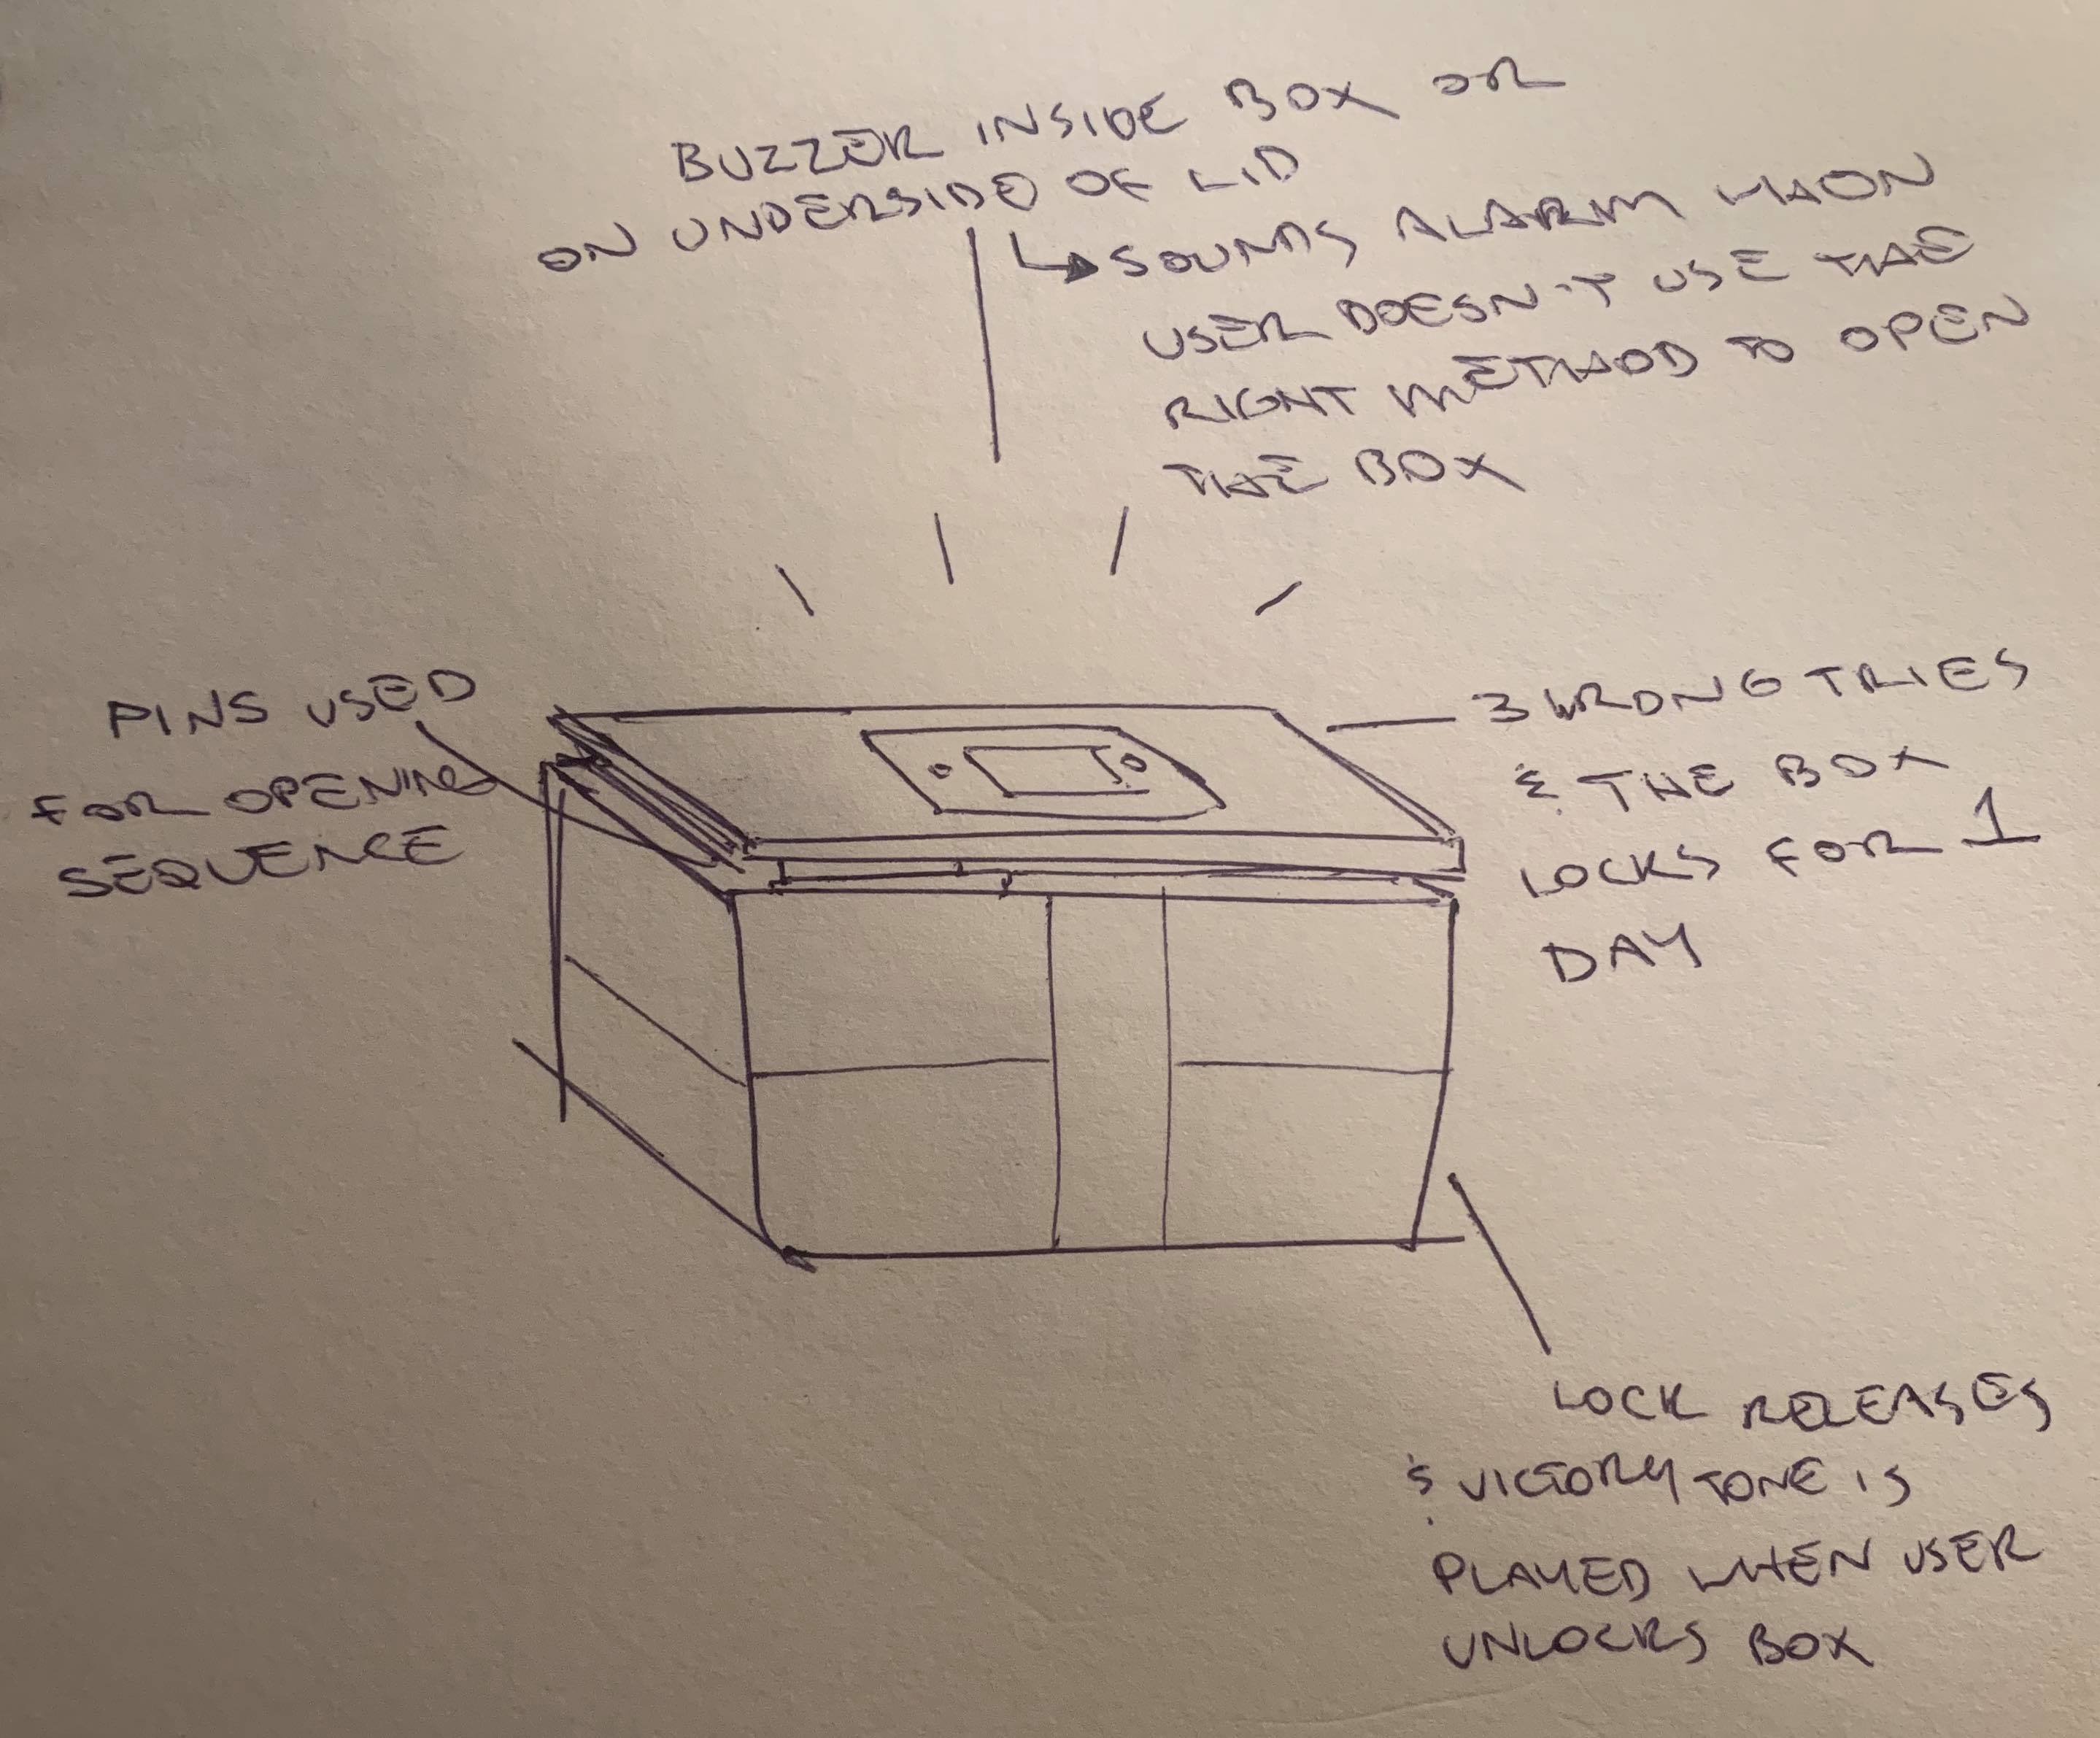 BUZZER INSIDE BOX OR
ON UNDERSIDE OF LID
↳ SOUNDS ALARM WHEN
USER DOESN'T USE THE
RIGHT METHOD TO OPEN
THE BOX
PINS USED
FOR OPENING
SEQUENCE
3 WRONG TRIES
& THE BOX
LOCKS FOR 1
DAY
LOCK RELEASES
& VICTORY TONE IS
PLAYED WHEN USER
UNLOCKS BOX